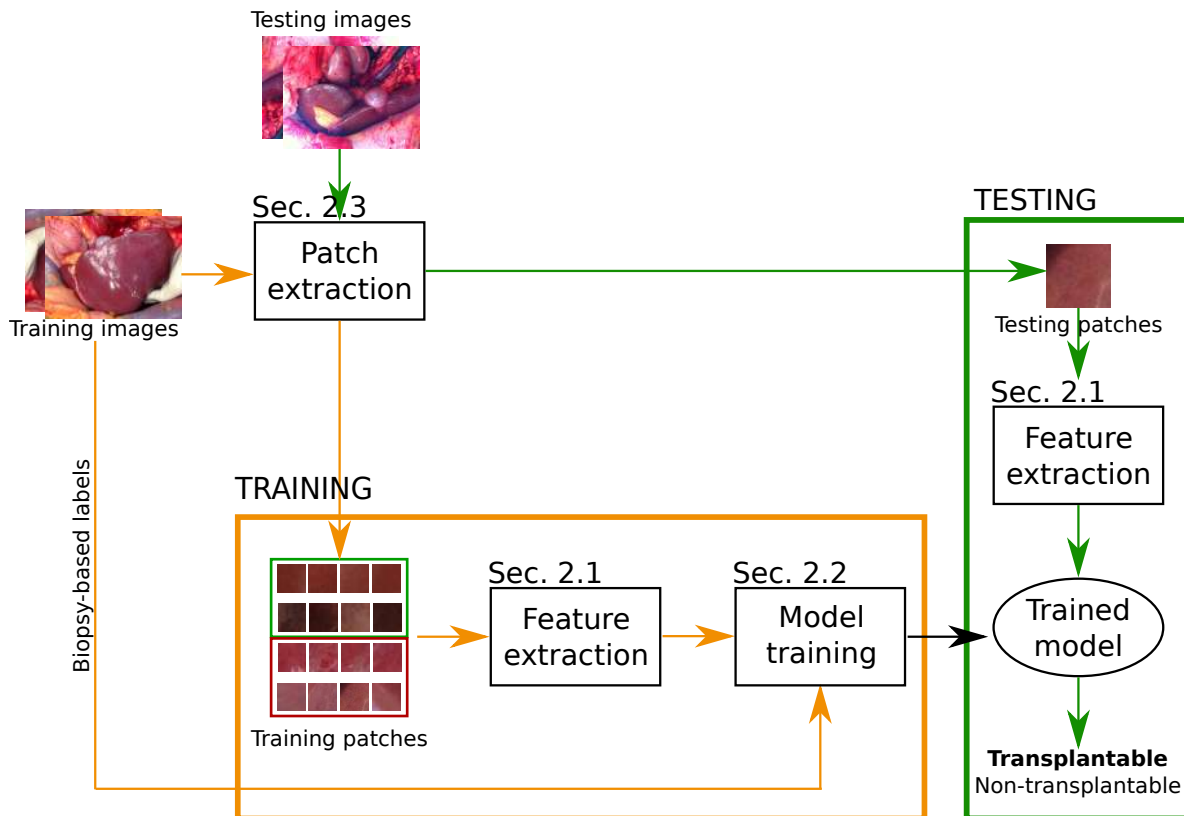 Testing images
Sec. 2.3
Patch
extraction
Training images
TESTING
Testing patches
Sec. 2.1
Feature
extraction
Biopsy-based labels
TRAINING
Sec. 2.1
Feature
extraction
Sec. 2.2
Model
training
Trained
model
Training patches
Transplantable
Non-transplantable